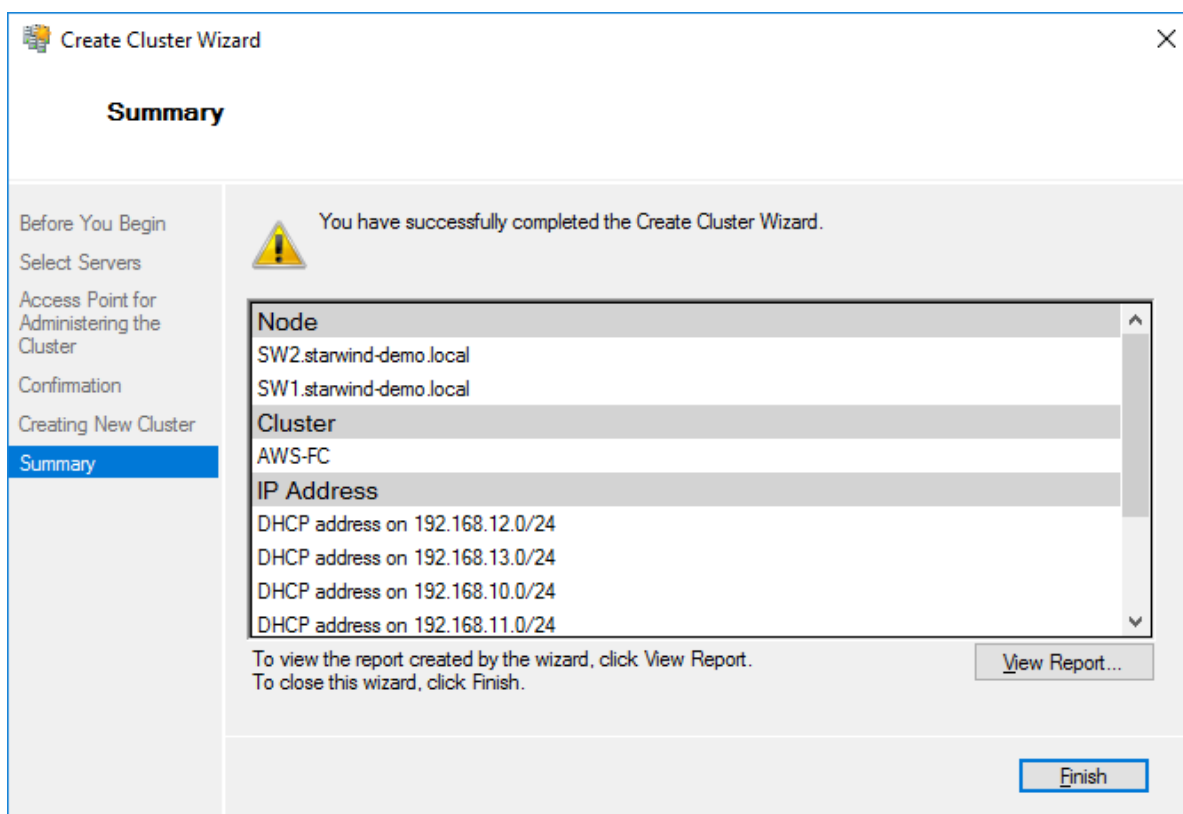 Create Cluster Wizard
Summary
Before You Begin
Select Servers
Access Point for
Administering the
Cluster
Confirmation
Creating New Cluster
Summary
You have successfully completed the Create Cluster Wizard.
Node
SW2.starwind-demo.local
SW1.starwind-demo.local
Cluster
AWS-FC
IP Address
DHCP address on 192.168.12.0/24
DHCP address on 192.168.13.0/24
DHCP address on 192.168.10.0/24
DHCP address on 192.168.11.0/24
To view the report created by the wizard, click View Report.
To close this wizard, click Finish.
View Report...
Finish